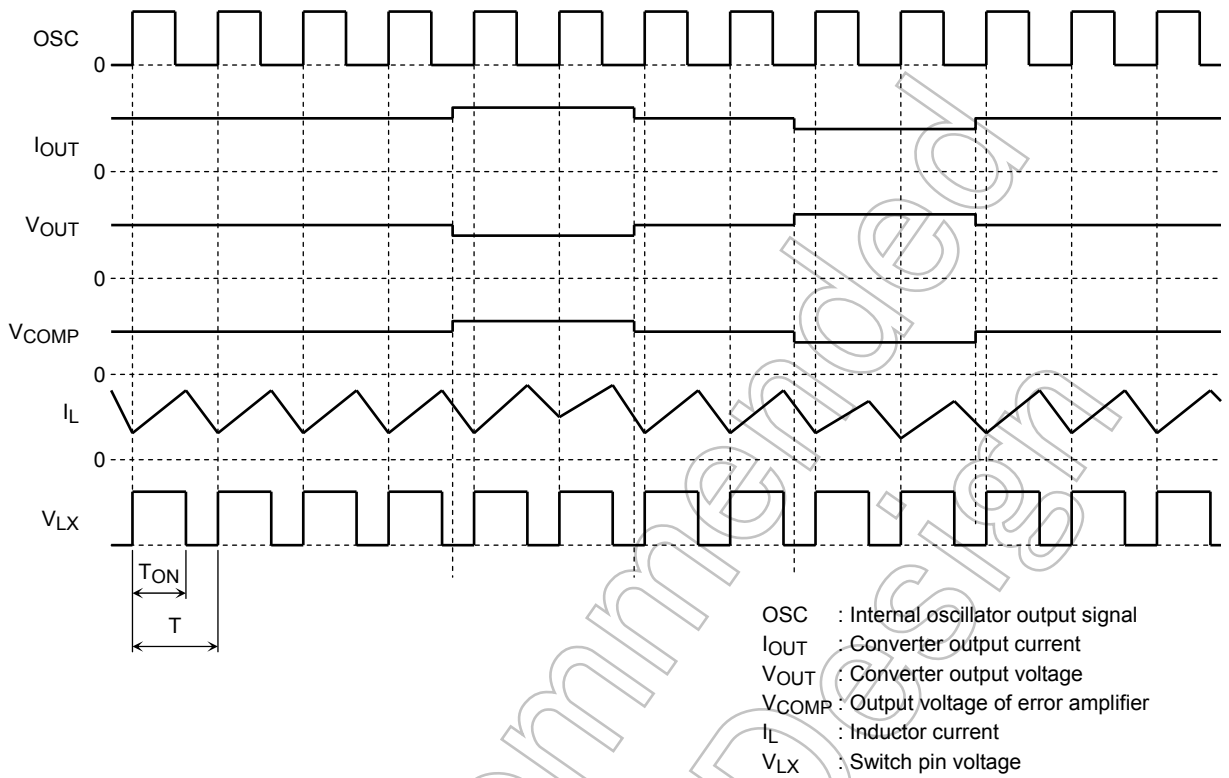 OSC
0
IOUT
0
VOUT
0
VCOMP
0
IL
0
VLX
TON
T
OSC : Internal oscillator output signal
IOUT : Converter output current
VOUT : Converter output voltage
VCOMP : Output voltage of error amplifier
IL : Inductor current
VLX : Switch pin voltage
ommended
Design